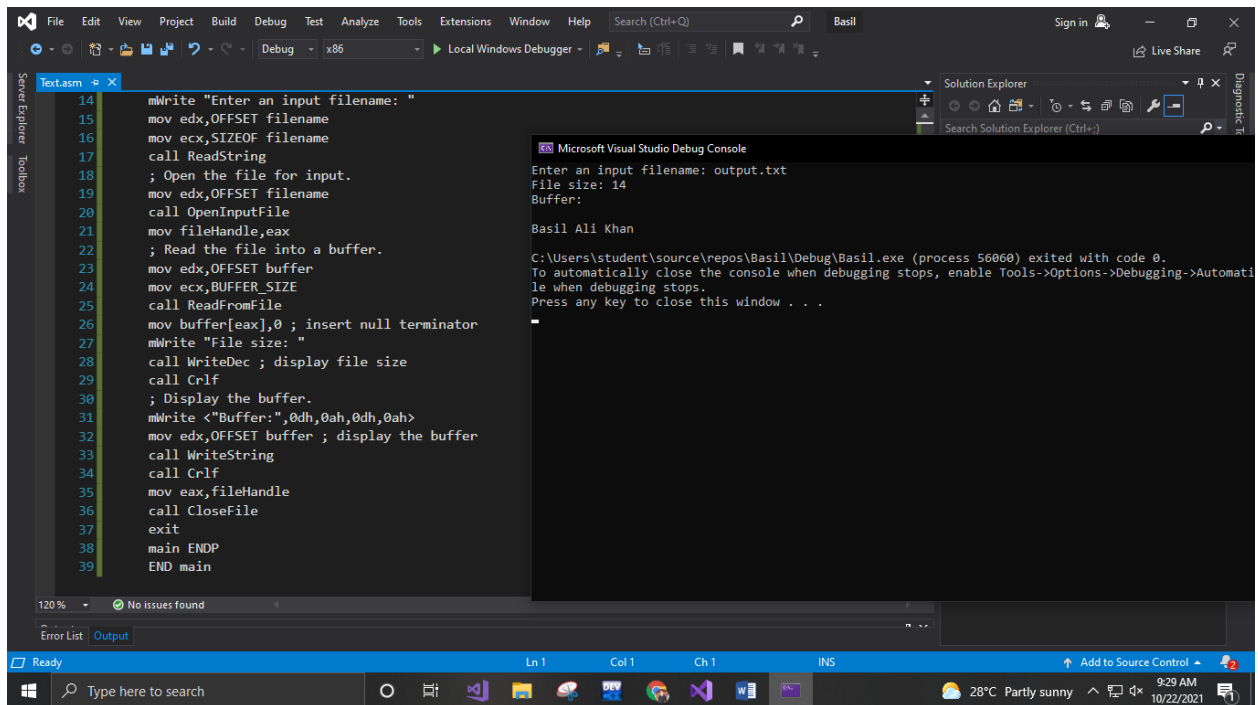 File Edit View Project Build Debug Test Analyze Tools Extensions Window Help Search (Ctrl+Q) Basil Sign in
Debug x86 Local Windows Debugger Live Share
Server Explorer
Toolbox
Text.asm
14 mWrite "Enter an input filename: "
15 mov edx,OFFSET filename
16 mov ecx,SIZEOF filename
17 call ReadString
18 ; Open the file for input.
19 mov edx,OFFSET filename
20 call OpenInputFile
21 mov fileHandle,eax
22 ; Read the file into a buffer.
23 mov edx,OFFSET buffer
24 mov ecx,BUFFER_SIZE
25 call ReadFromFile
26 mov buffer[eax],0 ; insert null terminator
27 mWrite "File size: "
28 call WriteDec ; display file size
29 call Crlf
30 ; Display the buffer.
31 mWrite <"Buffer:",0dh,0ah,0dh,0ah>
32 mov edx,OFFSET buffer ; display the buffer
33 call WriteString
34 call Crlf
35 mov eax,fileHandle
36 call CloseFile
37 exit
38 main ENDP
39 END main
Solution Explorer
Search Solution Explorer (Ctrl+;)
Diagnostic
Microsoft Visual Studio Debug Console
Enter an input filename: output.txt
File size: 14
Buffer:
Basil Ali Khan
C:\Users\student\source\repos\Basil\Debug\Basil.exe (process 56060) exited with code 0.
To automatically close the console when debugging stops, enable Tools->Options->Debugging->Automati
le when debugging stops.
Press any key to close this window . . .
120 % No issues found
Error List Output
Ready Ln 1 Col 1 Ch 1 INS Add to Source Control 2
Type here to search DEV 28°C Partly sunny 9:29 AM
10/22/2021 1